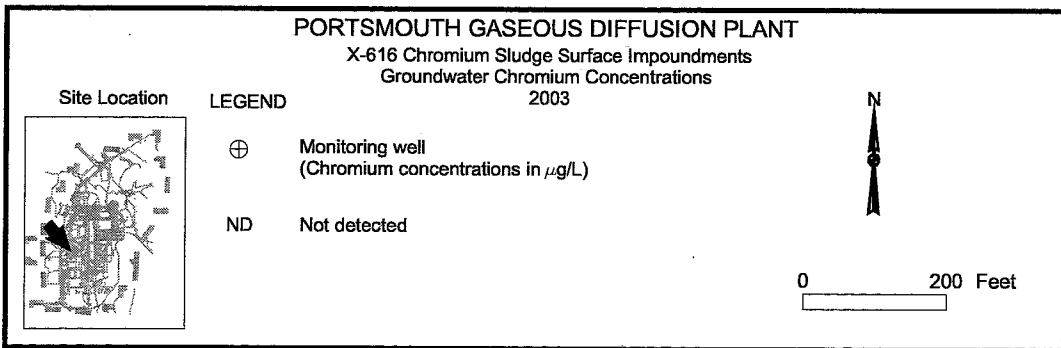 PORTSMOUTH GASEOUS DIFFUSION PLANT
X-616 Chromium Sludge Surface Impoundments
Groundwater Chromium Concentrations
2003
Site Location
LEGEND
Monitoring well
(Chromium concentrations in µg/L)
ND Not detected
N
0 200 Feet